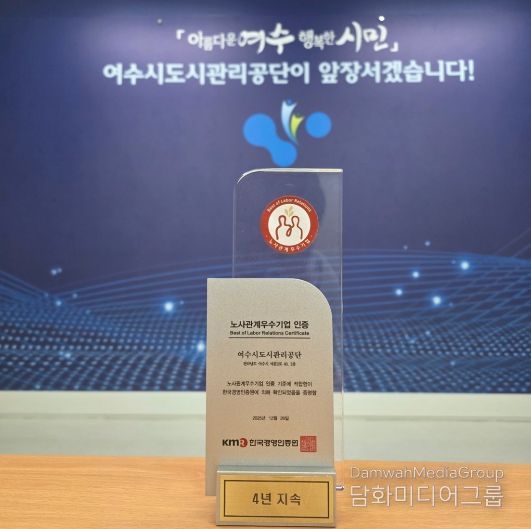 「아름다운 여수 행복한 시민」
여수시도시관리공단이 앞장서겠습니다!
Best of Labor Relations
노사관계우수기업
노사관계우수기업 인증
Best of Labor Relations Certificate
여수시도시관리공단
노사관계우수기업 인증 기준에 적합함이
한국경영인증원에 의해 확인되었음을 증명함
2025년 12월 26일
kmr 한국경영인증원
4년 지속
DamwahMediaGroup
담화미디어그룹